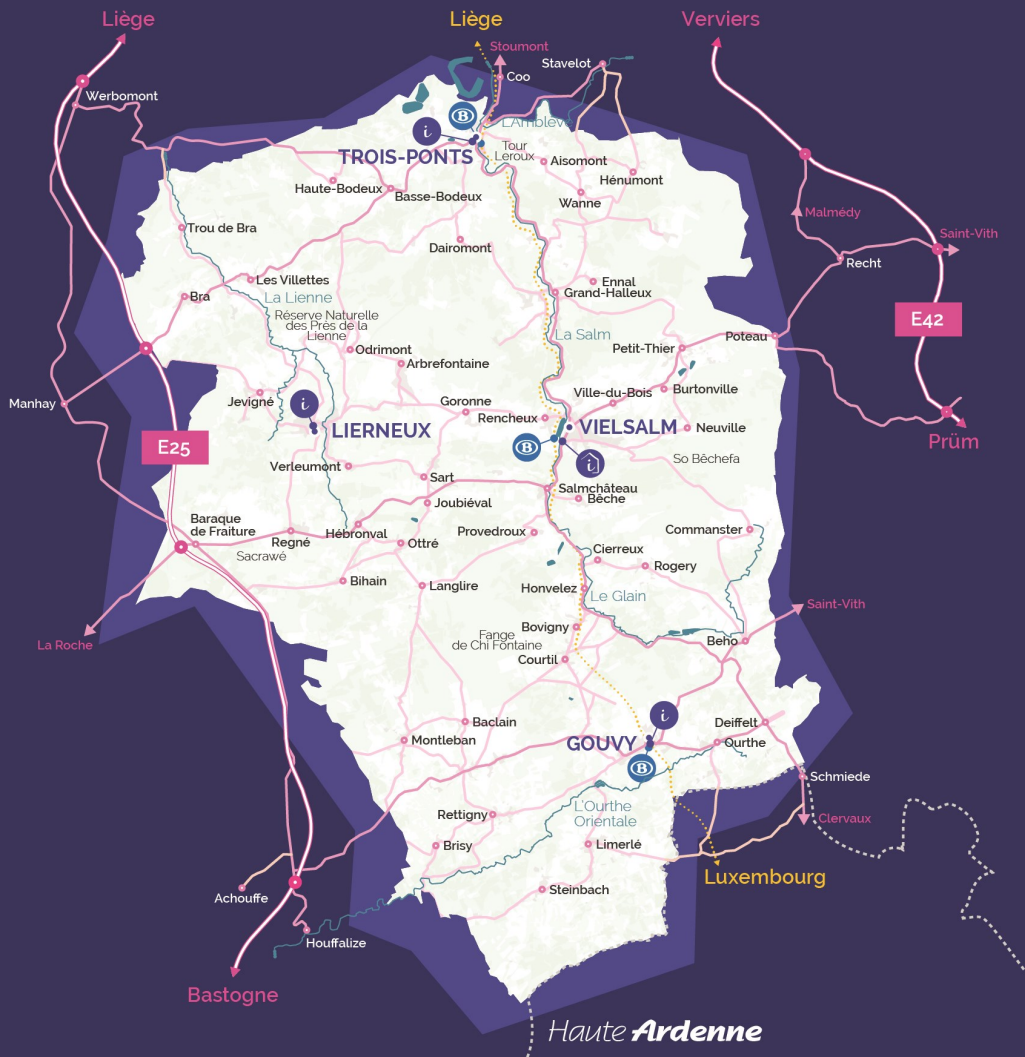 Liège
Liège
Verviers
Stoumont
Coo
Stavelot
Werbomont
B
i
L'Amblève
TROIS-PONTS
Tour
Leroux
Aisomont
Haute-Bodeux
Basse-Bodeux
Hénumont
Wanne
Malmédy
Trou de Bra
Dairomont
Saint-Vith
Recht
Les Villettes
Ennal
Bra
La Lienne
Grand-Halleux
Réserve Naturelle
des Près de la
Lienne
E42
La Salm
Poteau
Odrimont
Petit-Thier
Arbrefontaine
Manhay
Jevigné
i
Goronne
Ville-du-Bois
Burtonville
Rencheux
LIERNEUX
VIELSALM
Neuville
Prüm
E25
B
i
So Bêchefa
Verleumont
Sart
Salmchâteau
Bêche
Joubiéval
Baraque
de Fraiture
Regné
Hébronval
Provedroux
Commanster
Sacrawé
Ottré
Cierreux
Rogery
Bihain
Langlire
Honvelez
Le Glain
Saint-Vith
Bovigny
La Roche
Fange
de Chi Fontaine
Beho
Courtil
i
Baclain
Deiffelt
Montleban
GOUVY
Ourthe
B
Schmiede
L'Ourthe
Orientale
Rettigny
Clervaux
Brisy
Limerlé
Luxembourg
Achouffe
Steinbach
Houffalize
Bastogne
Haute Ardenne